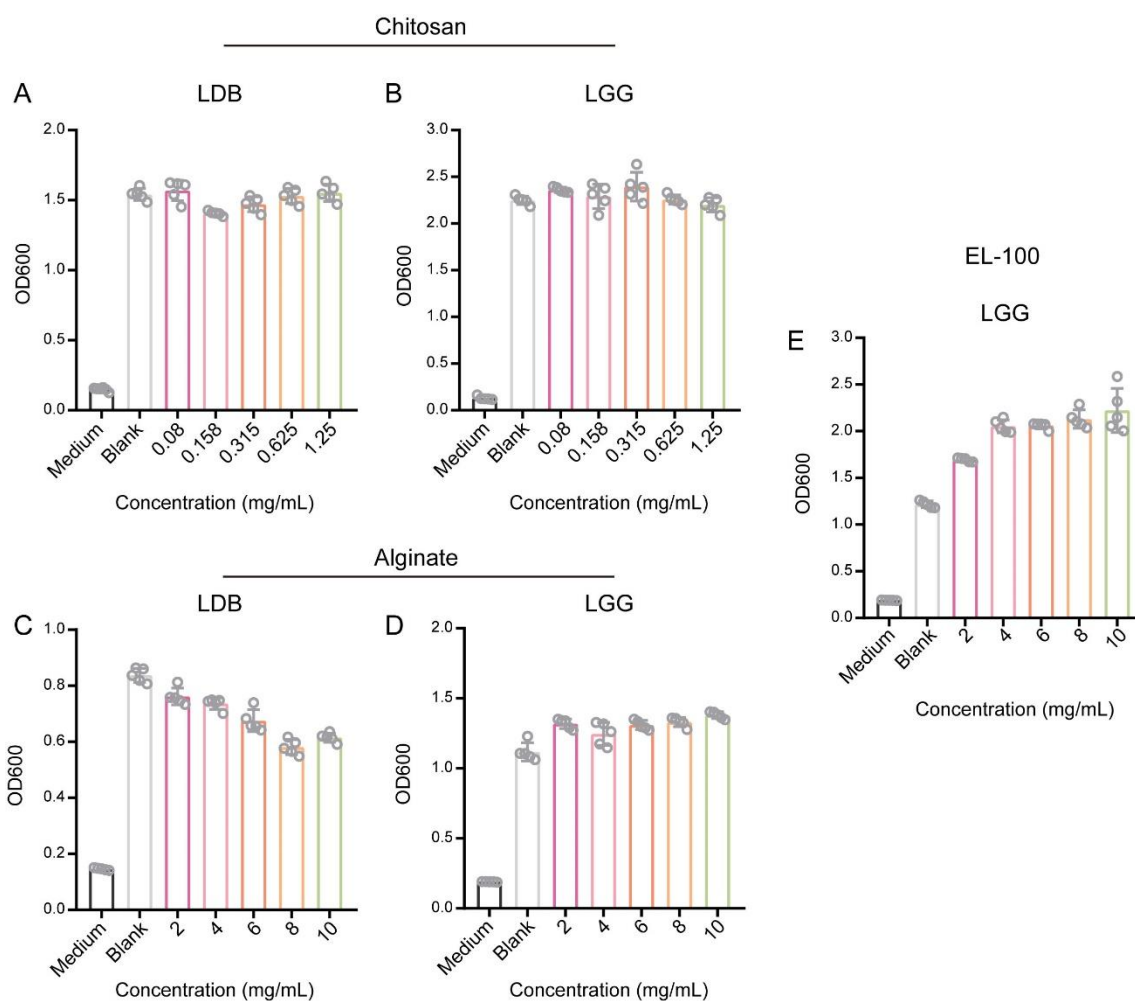 Chitosan
A
LDB
2.0
1.5
1.0
0.5
0.0
OD600
Medium
Blank
0.08
0.158
0.315
0.625
1.25
Concentration (mg/mL)
B
LGG
3.0
2.5
2.0
1.5
1.0
0.5
0.0
OD600
Medium
Blank
0.08
0.158
0.315
0.625
1.25
Concentration (mg/mL)
Alginate
C
LDB
1.0
0.8
0.6
0.4
0.2
0.0
OD600
Medium
Blank
2
4
6
8
10
Concentration (mg/mL)
D
LGG
2.0
1.5
1.0
0.5
0.0
OD600
Medium
Blank
2
4
6
8
10
Concentration (mg/mL)
EL-100
LGG
E
3.0
2.5
2.0
1.5
1.0
0.5
0.0
OD600
Medium
Blank
2
4
6
8
10
Concentration (mg/mL)